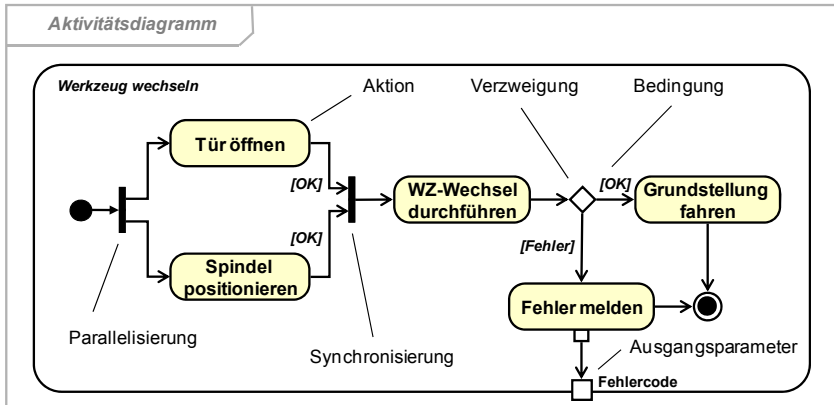 Aktivitätsdiagramm
Werkzeug wechseln
Aktion
Verzweigung
Bedingung
Tür öffnen
[OK]
WZ-Wechsel
durchführen
[OK]
Grundstellung
fahren
[OK]
[Fehler]
Spindel
positionieren
Fehler melden
Parallelisierung
Synchronisierung
Ausgangsparameter
Fehlercode